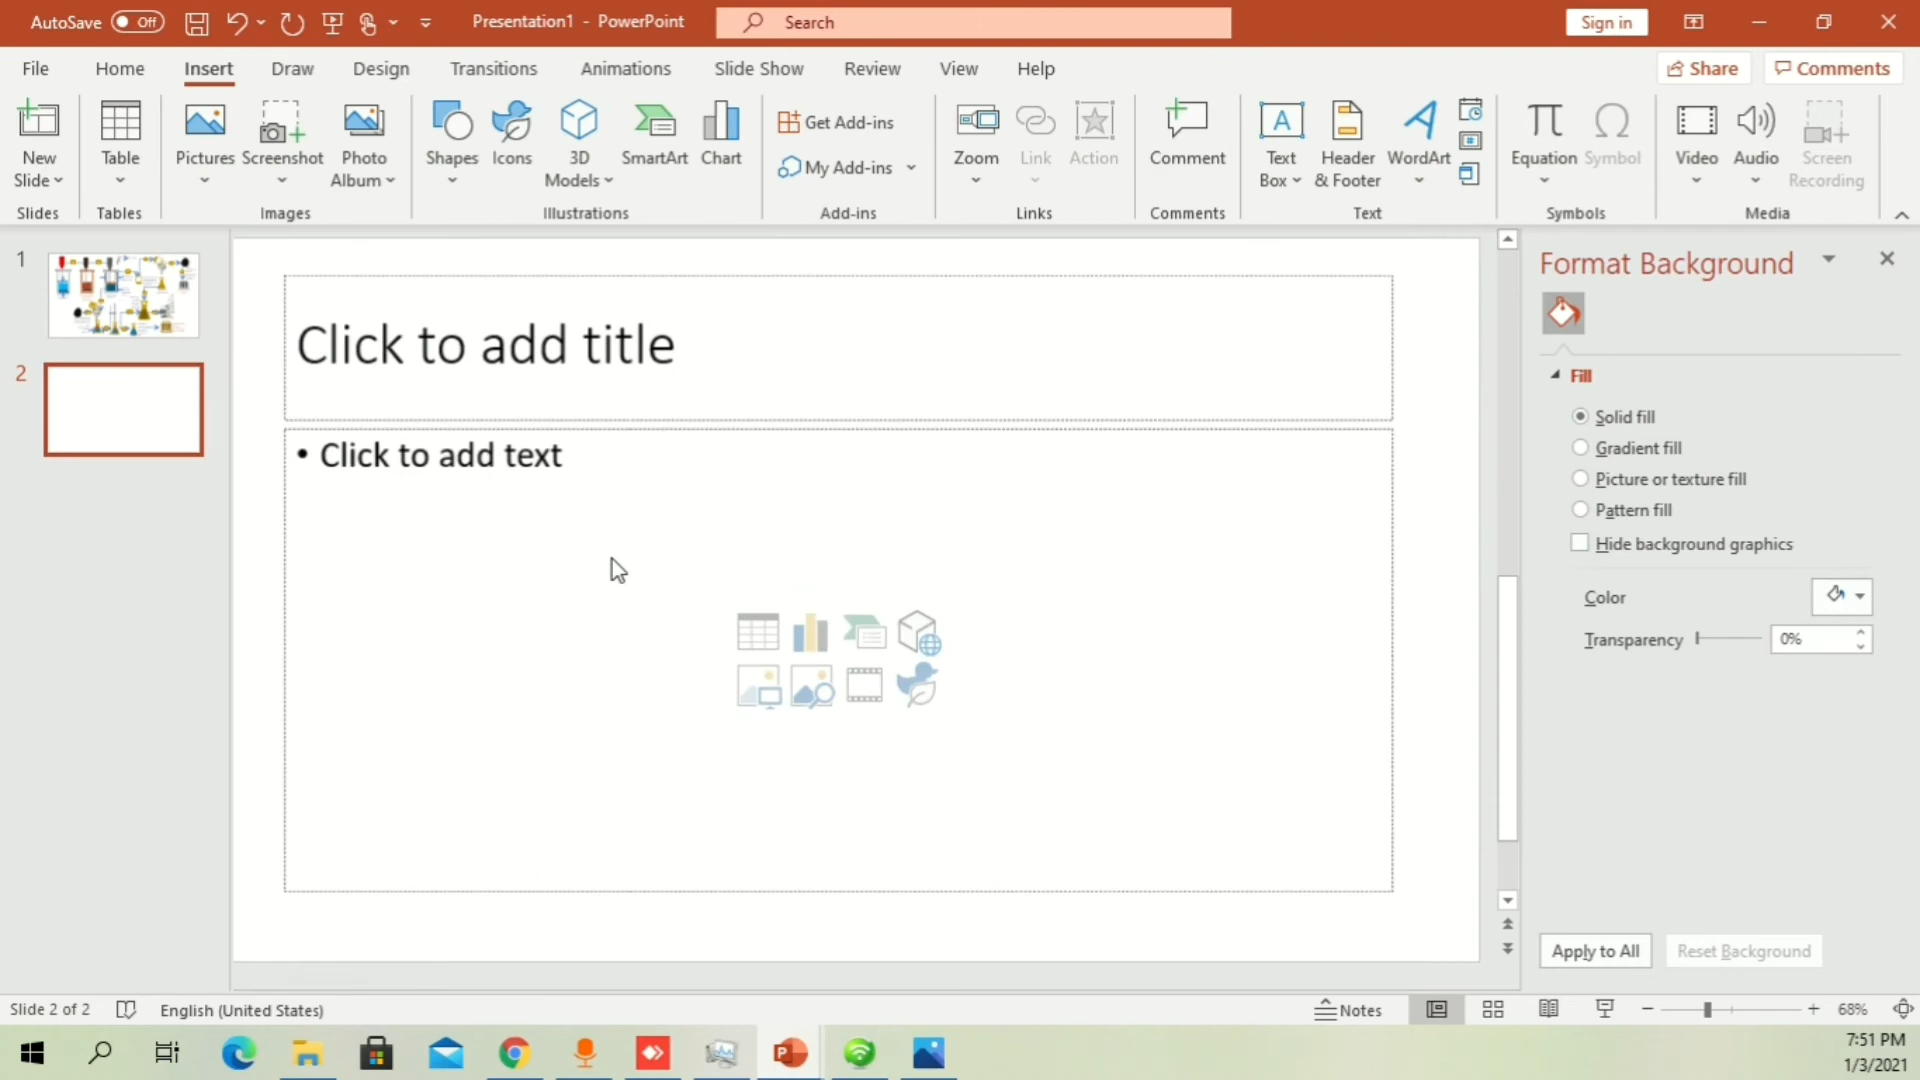 AutoSave Off
Presentation1 - PowerPoint
Search
Sign in
File Home Insert Draw Design Transitions Animations Slide Show Review View Help
Share Comments
New Slide
Table
Pictures
Screenshot
Photo Album
Shapes
Icons
3D Models
SmartArt
Chart
Get Add-ins
My Add-ins
Zoom
Link
Action
Comment
Text Box
A
Header & Footer
WordArt
Equation
Symbol
Video
Audio
Screen Recording
Slides Tables Images Illustrations Add-ins Links Comments Text Symbols Media
1
2
Click to add title
• Click to add text
Format Background
Fill
Solid fill
Gradient fill
Picture or texture fill
Pattern fill
Hide background graphics
Color
Transparency 0%
Apply to All Reset Background
Slide 2 of 2 English (United States) Notes 68%
7:51 PM
1/3/2021